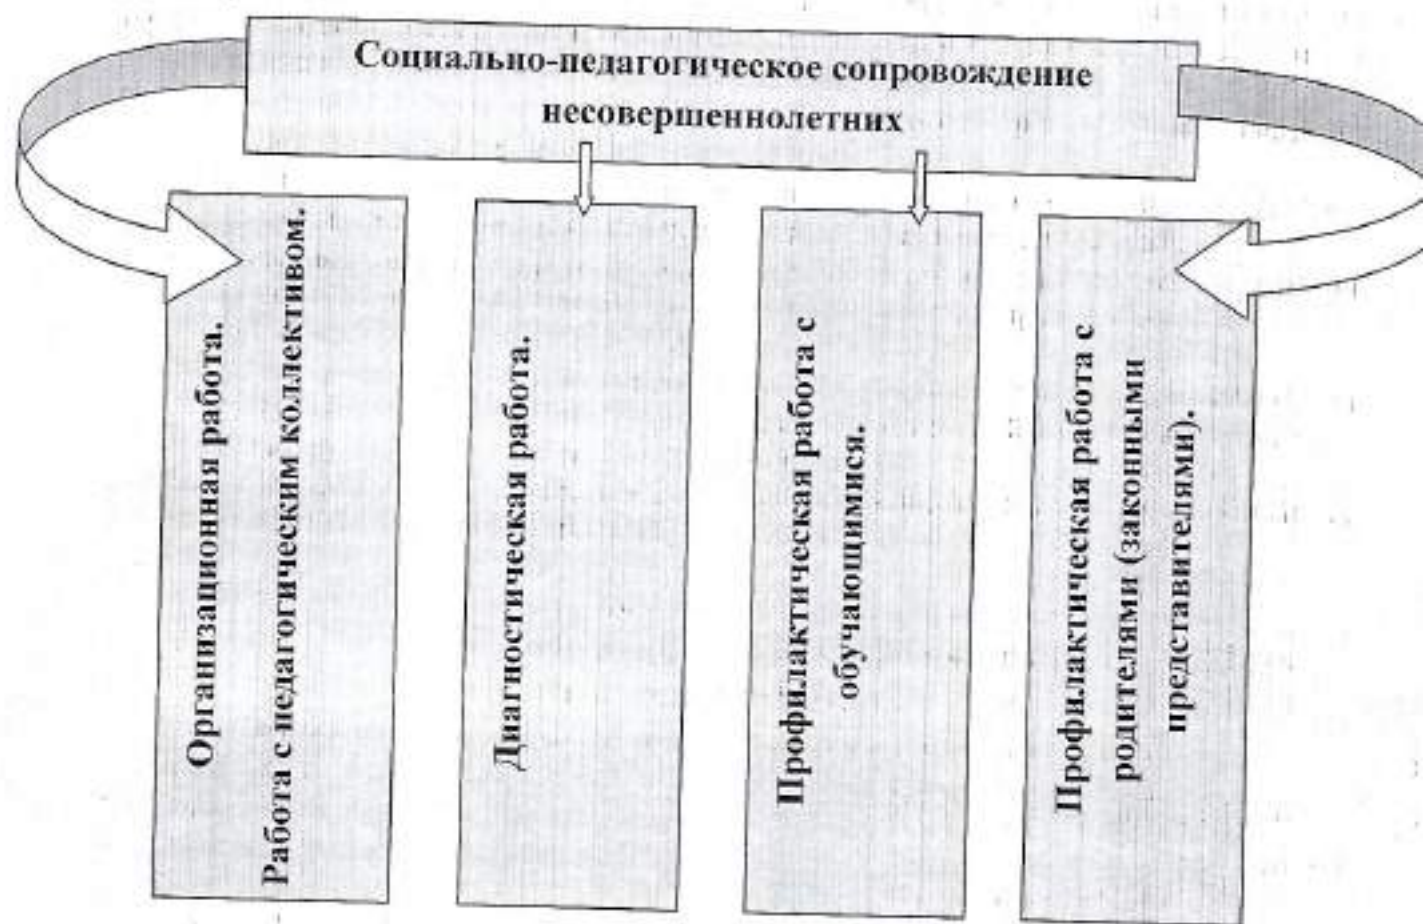 Социально-педагогическое сопровождение
несовершеннолетних
Организационная работа.
Работа с педагогическим коллективом.
Диагностическая работа.
Профилактическая работа с
обучающимися.
Профилактическая работа с
родителями (законными
представителями).